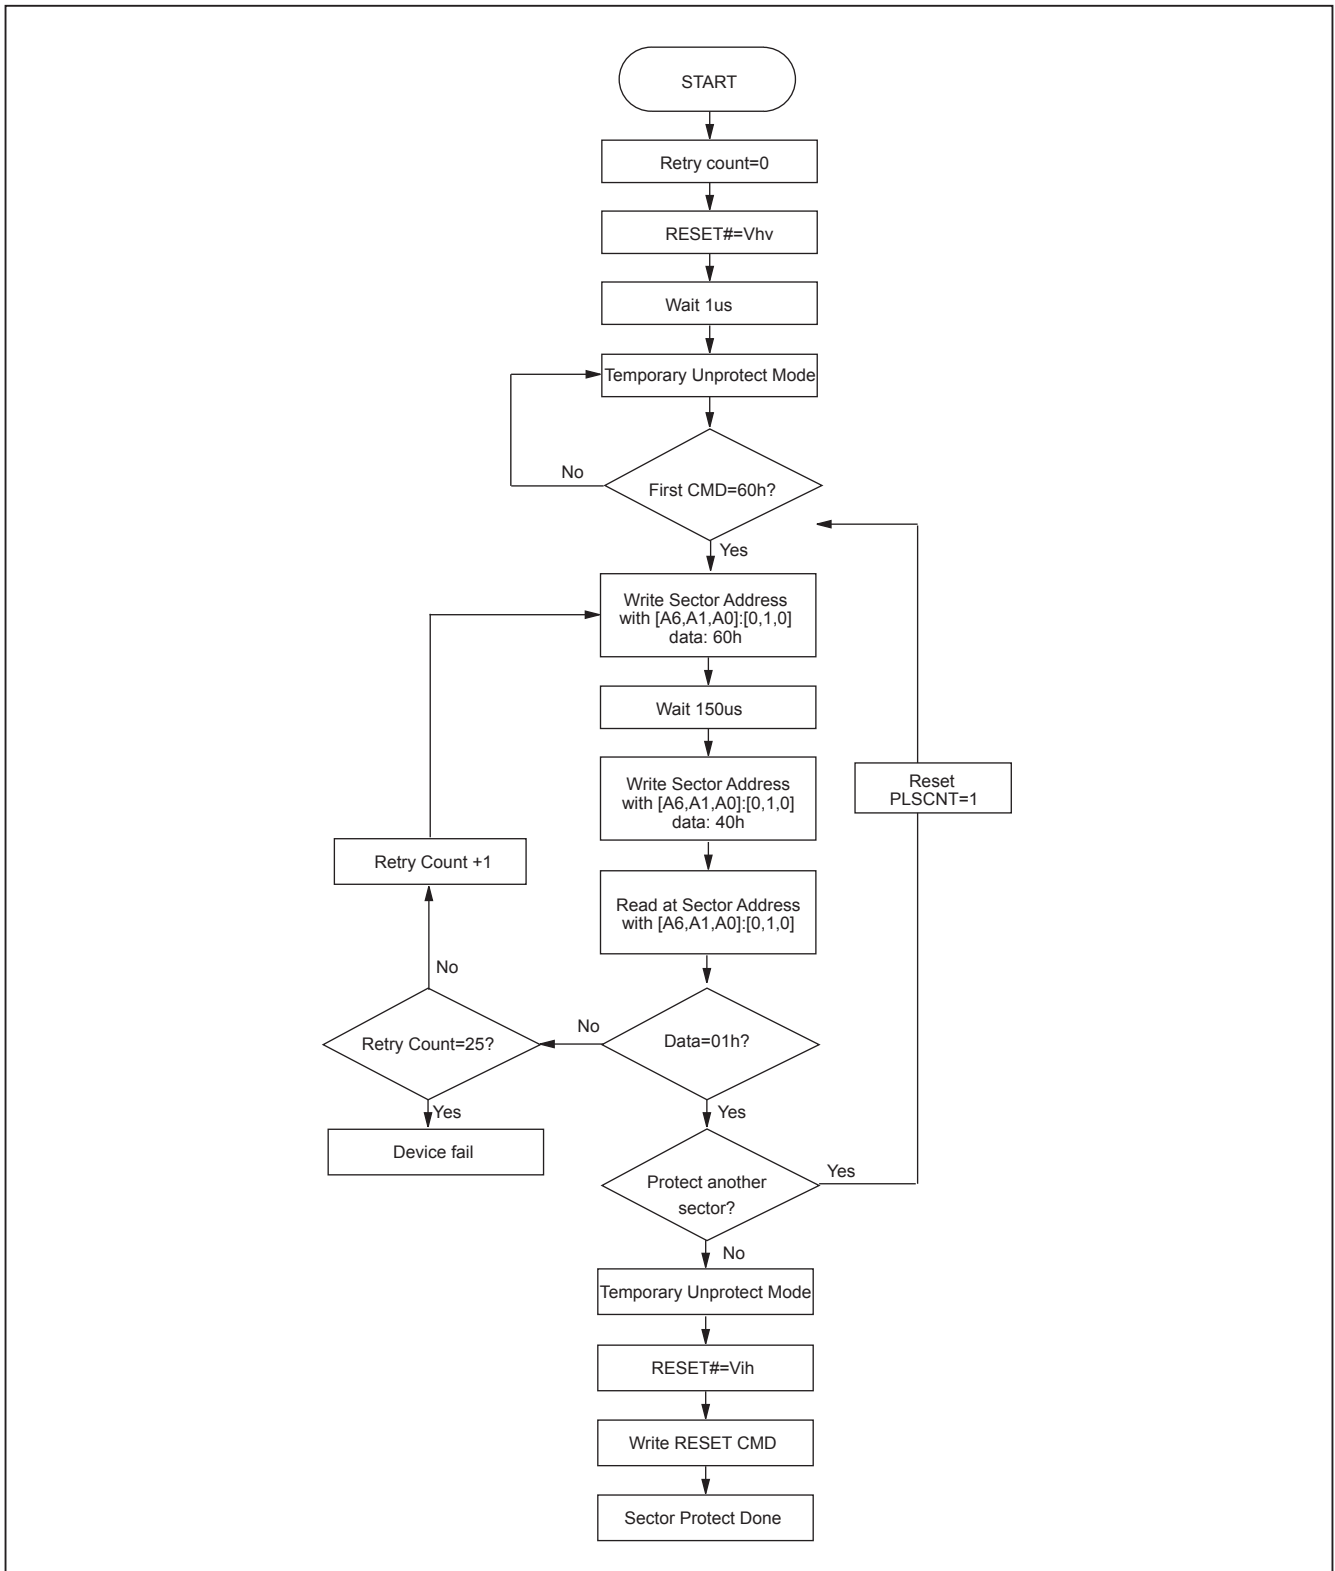 START
Retry count=0
RESET#=Vhv
Wait 1us
Temporary Unprotect Mode
No
First CMD=60h?
Yes
Write Sector Address
with [A6,A1,A0]:[0,1,0]
data: 60h
Wait 150us
Write Sector Address
with [A6,A1,A0]:[0,1,0]
data: 40h
Reset
PLSCNT=1
Retry Count +1
Read at Sector Address
with [A6,A1,A0]:[0,1,0]
No
No
Retry Count=25?
Data=01h?
Yes
Yes
Device fail
Protect another
sector?
Yes
No
Temporary Unprotect Mode
RESET#=Vih
Write RESET CMD
Sector Protect Done